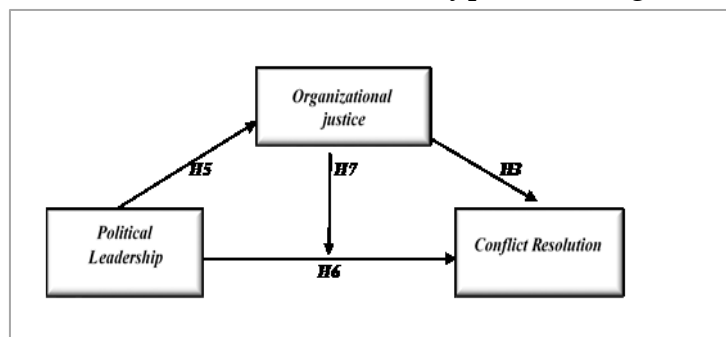 Organizational
justice
H5
H7
H3
Political
Leadership
Conflict Resolution
H6